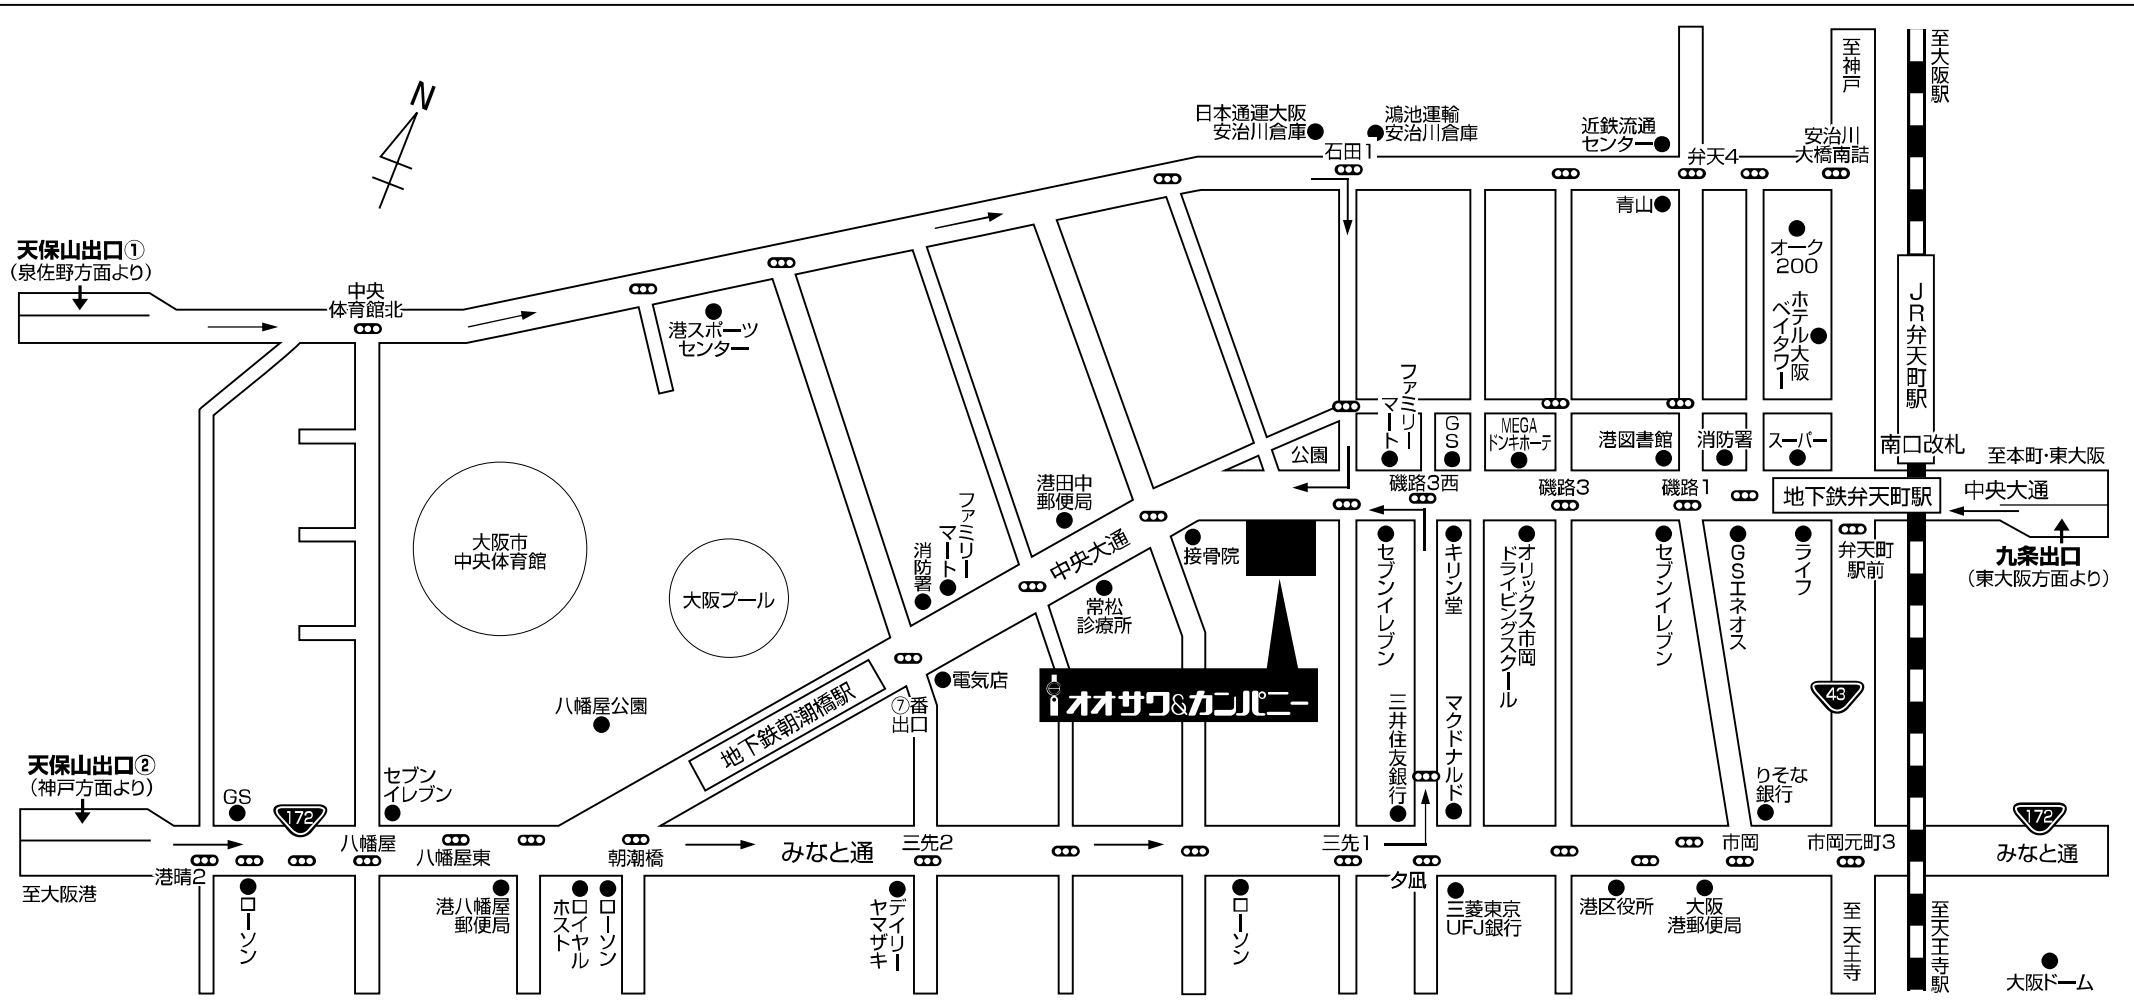 N
至神戸
至大阪駅
日本通運大阪
安治川倉庫
鴻池運輸
安治川倉庫
近鉄流通
センター
石田1
弁天4
安治川
大橋南詰
青山
オーク
200
ホテル大阪
ベイタワー
JR弁天町駅
天保山出口①
（泉佐野方面より）
中央
体育館北
港スポーツ
センター
ファミリー
マート
GS
MEGA
ドンキホーテ
港図書館
消防署
スーパー
南口改札
至本町・東大阪
公園
磯路3西
磯路3
磯路1
地下鉄弁天町駅
中央大通
港田中
郵便局
ファミリー
マート
消防署
中央大通
接骨院
大阪市
中央体育館
大阪プール
常松
診療所
セブンイレブン
キリン堂
オリックス市岡
ドライビングスクール
セブンイレブン
GSエネオス
ライフ
弁天町
駅前
九条出口
（東大阪方面より）
電気店
オオサワ&カンパニー
八幡屋公園
地下鉄朝潮橋駅
⑦番
出口
三井住友銀行
マクドナルド
43
天保山出口②
（神戸方面より）
GS
172
セブン
イレブン
りそな
銀行
172
八幡屋
八幡屋東
朝潮橋
みなと通
三先2
三先1
市岡
市岡元町3
みなと通
港晴2
至大阪港
夕凪
ローソン
港八幡屋
郵便局
ロイヤル
ホスト
ローソン
デイリー
ヤマザキ
ローソン
三菱東京
UFJ銀行
港区役所
大阪
港郵便局
至天王寺
至天王寺駅
大阪ドーム